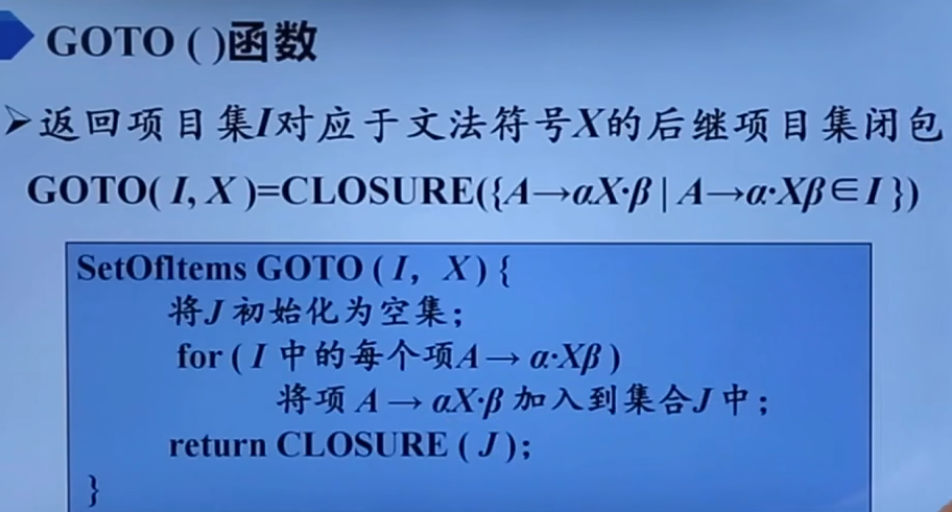 GOTO ( )函数
➢返回项目集I对应于文法符号X的后继项目集闭包
GOTO( I, X )=CLOSURE({A→αX·β | A→α·Xβ∈I })
SetOfItems GOTO ( I, X ) {
将J 初始化为空集;
for ( I 中的每个项A → α·Xβ )
将项 A → αX·β 加入到集合J 中;
return CLOSURE ( J );
}